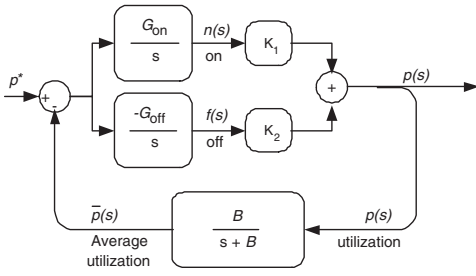 G_on
s
n(s)
on
K_1
p*
+
-
-G_off
s
f(s)
off
K_2
+
p(s)
p̄(s)
Average
utilization
B
s + B
p(s)
utilization